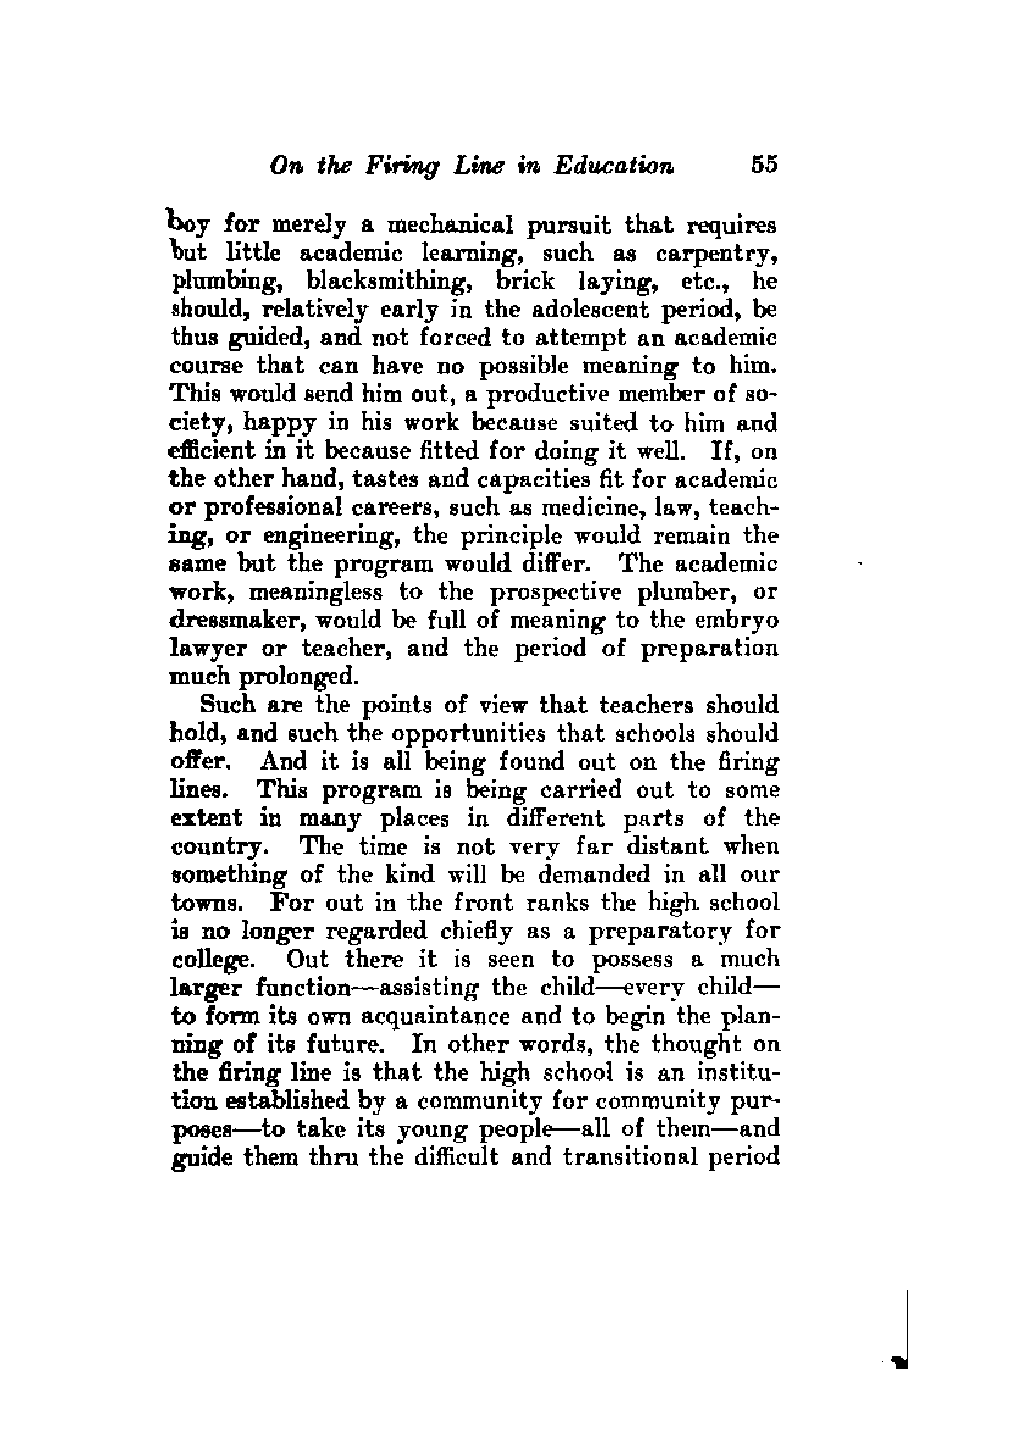 On the Firing Line in Education 55
boy for merely a mechanical pursuit that requires
but little academic learning, such as carpentry,
plumbing, blacksmithing, brick laying, etc., he
should, relatively early in the adolescent period, be
thus guided, and not forced to attempt an academic
course that can have no possible meaning to him.
This would send him out, a productive member of so-
ciety, happy in his work because suited to him and
efficient in it because fitted for doing it well. If, on
the other hand, tastes and capacities fit for academic
or professional careers, such as medicine, law, teach-
ing, or engineering, the principle would remain the
same but the program would differ. The academic
work, meaningless to the prospective plumber, or
dressmaker, would be full of meaning to the embryo
lawyer or teacher, and the period of preparation
much prolonged.
Such are the points of view that teachers should
hold, and such the opportunities that schools should
offer. And it is all being found out on the firing
lines. This program is being carried out to some
extent in many places in different parts of the
country. The time is not very far distant when
something of the kind will be demanded in all our
towns. For out in the front ranks the high school
is no longer regarded chiefly as a preparatory for
college. Out there it is seen to possess a much
larger function—assisting the child—every child—
to form its own acquaintance and to begin the plan-
ning of its future. In other words, the thought on
the firing line is that the high school is an institu-
tion established by a community for community pur-
poses—to take its young people—all of them—and
guide them thru the difficult and transitional period